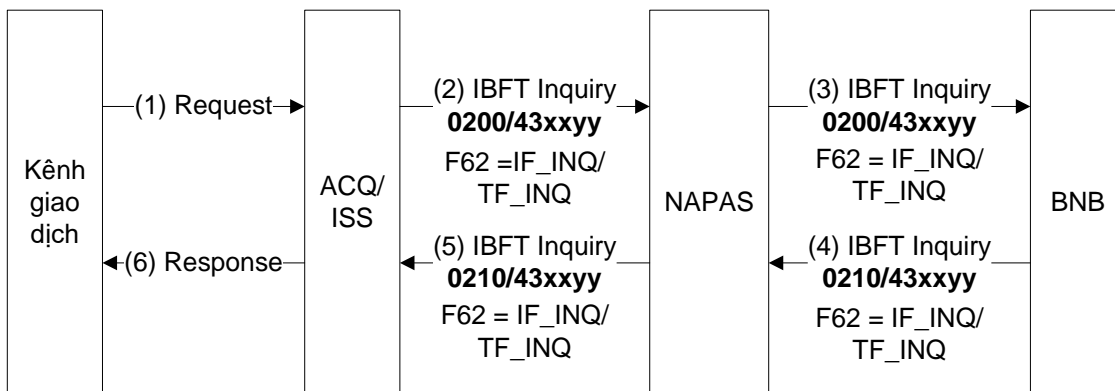 Kênh
giao
dịch
(1) Request
(6) Response
ACQ/
ISS
(2) IBFT Inquiry
0200/43xxyy
F62 =IF_INQ/
TF_INQ
(5) IBFT Inquiry
0210/43xxyy
F62 = IF_INQ/
TF_INQ
NAPAS
(3) IBFT Inquiry
0200/43xxyy
F62 = IF_INQ/
TF_INQ
(4) IBFT Inquiry
0210/43xxyy
F62 = IF_INQ/
TF_INQ
BNB